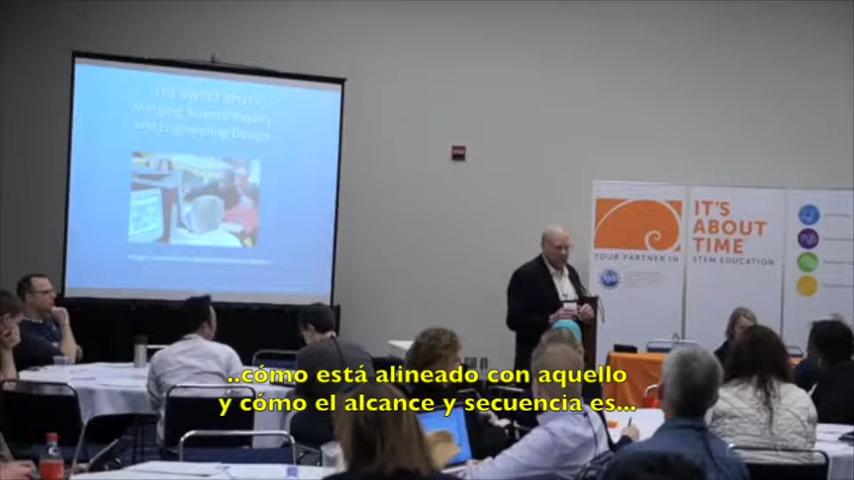 THE SWEET SPOT:
Merging Science Inquiry
and Engineering Design
IT'S
ABOUT
TIME
YOUR PARTNER IN
STEM EDUCATION
..cómo está alineado con aquello
y cómo el alcance y secuencia es...